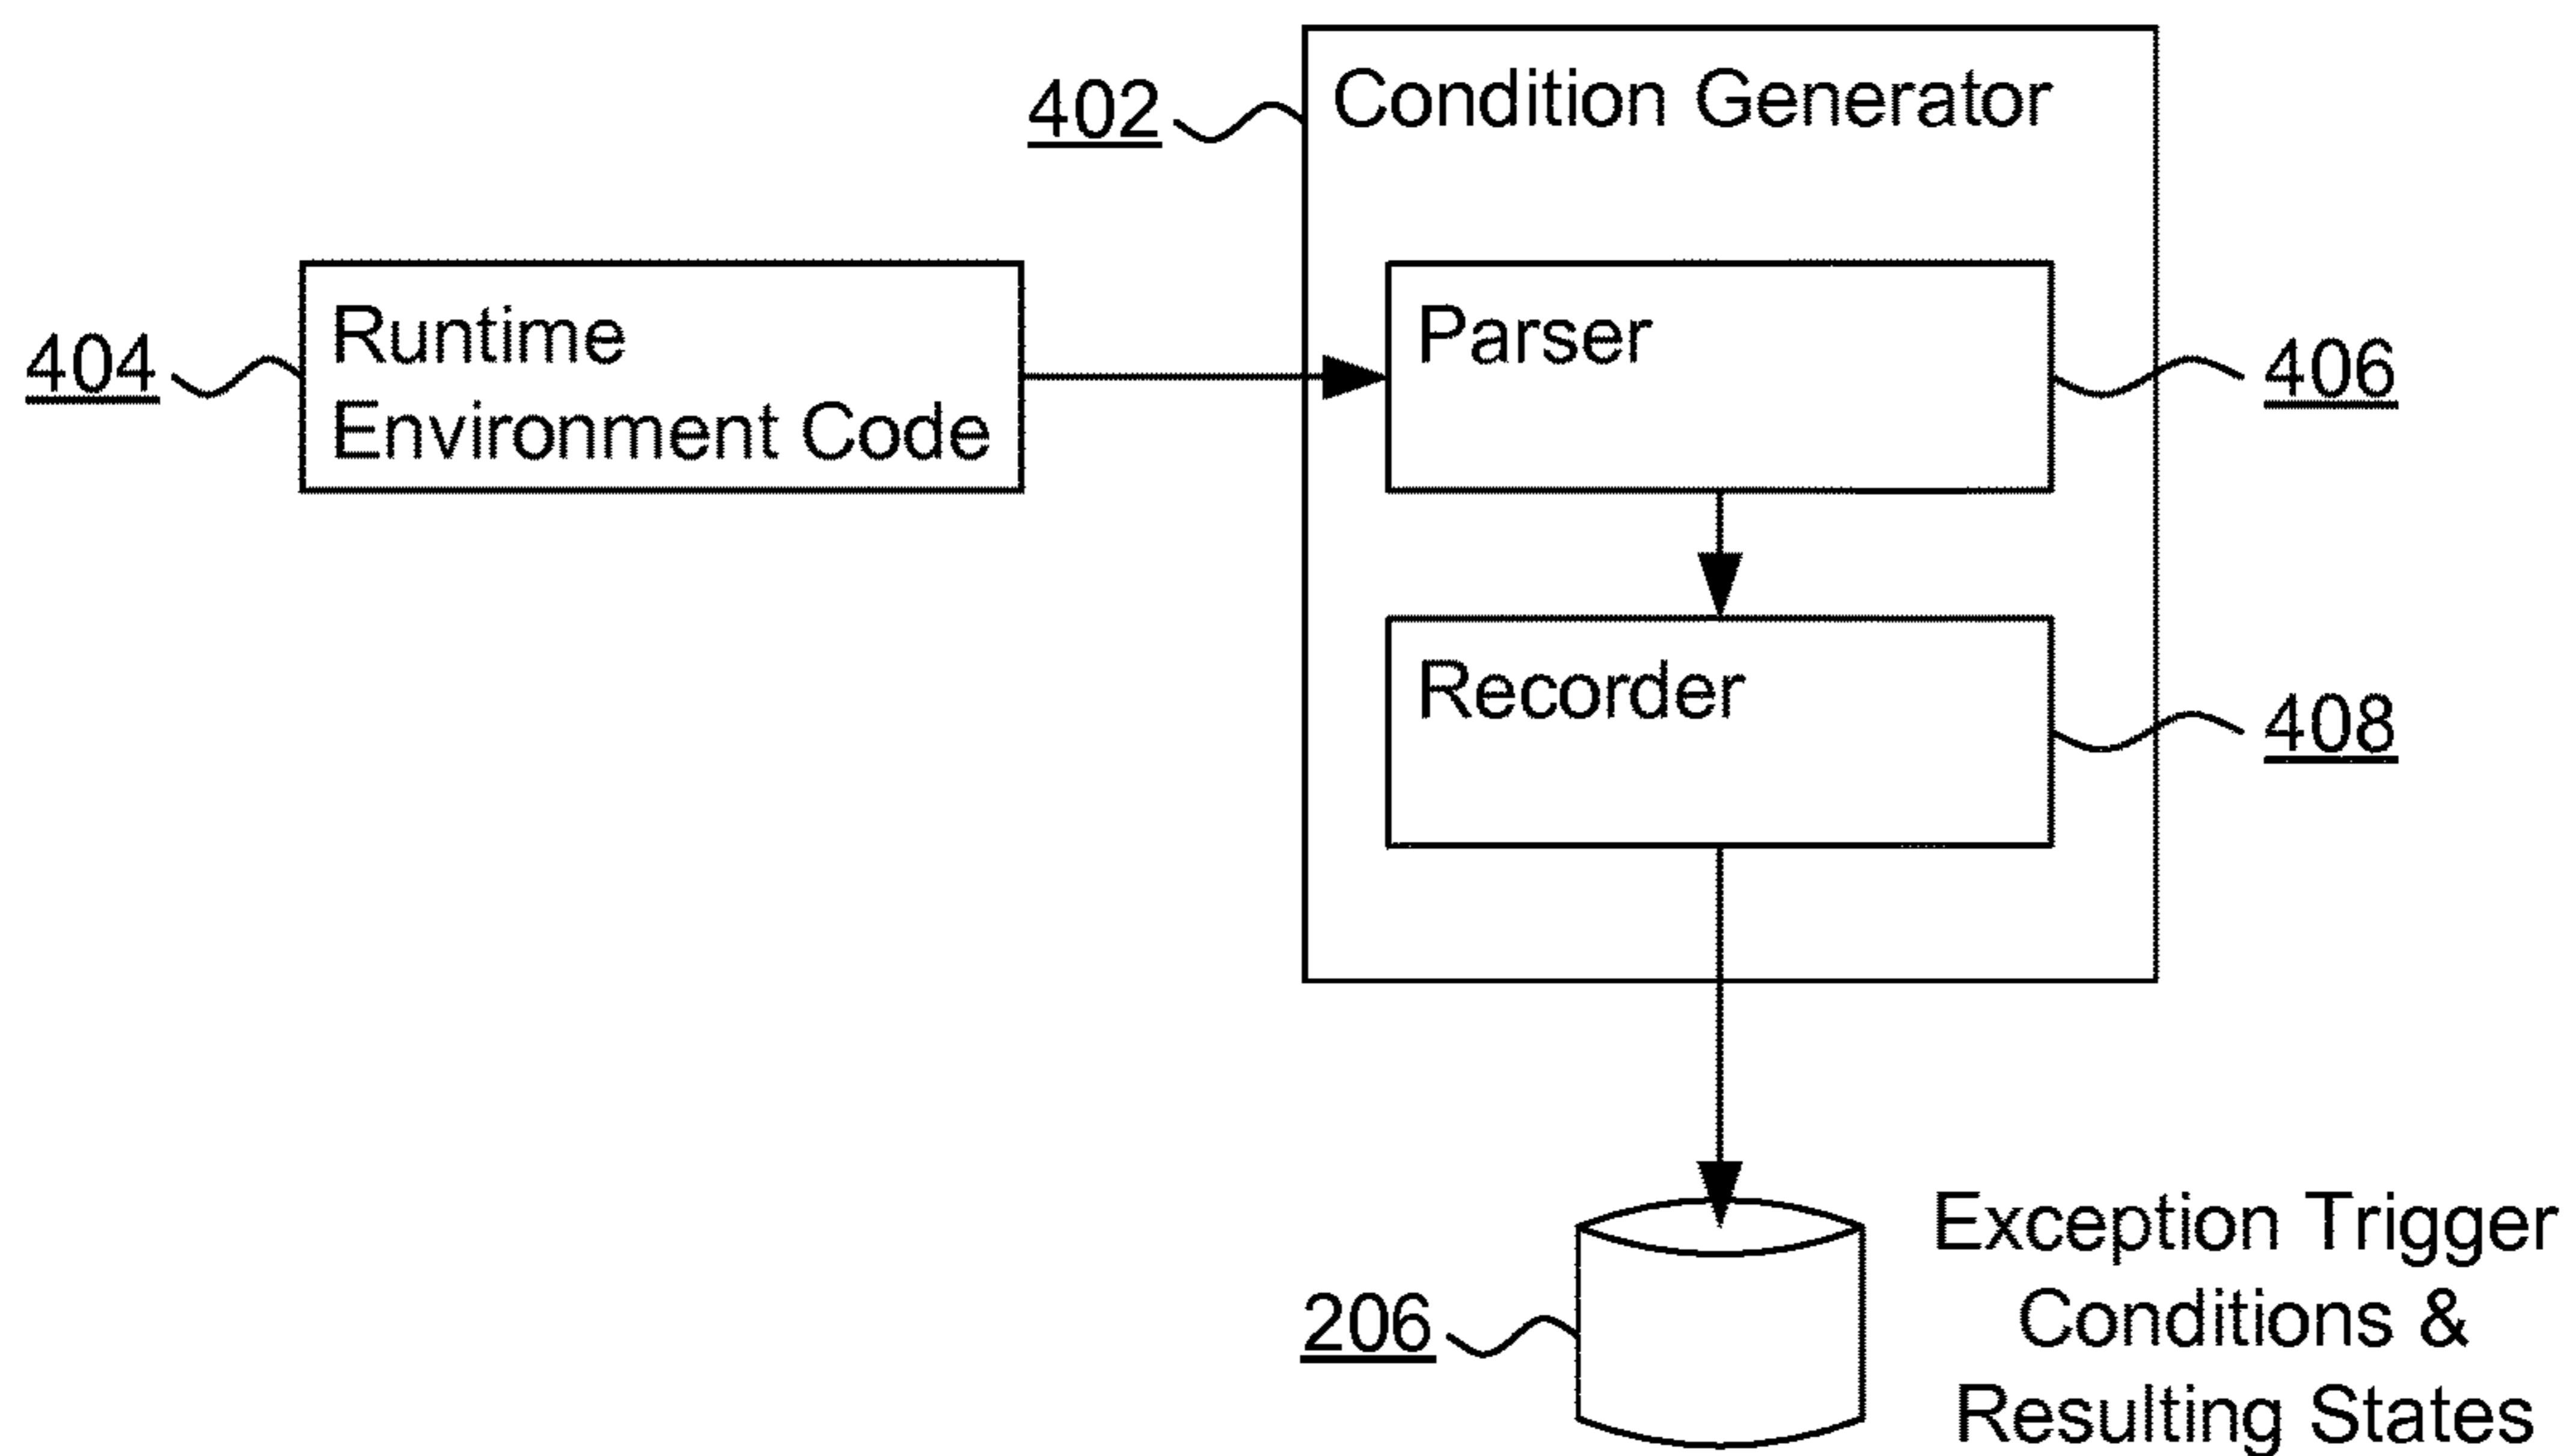 402
Condition Generator
404
Runtime
Environment Code
Parser
406
Recorder
408
206
Exception Trigger
Conditions &
Resulting States